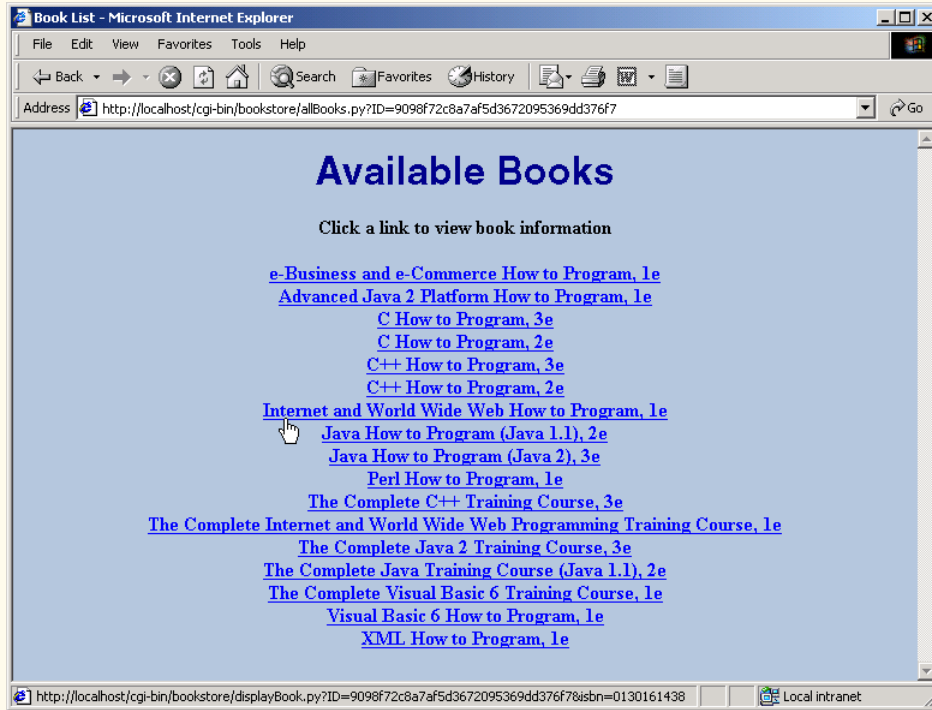 Book List - Microsoft Internet Explorer
File Edit View Favorites Tools Help
Back Search Favorites History
Address http://localhost/cgi-bin/bookstore/allBooks.py?ID=9098f72c8a7af5d3672095369dd376f7 Go
Available Books
Click a link to view book information
e-Business and e-Commerce How to Program, 1e
Advanced Java 2 Platform How to Program, 1e
C How to Program, 3e
C How to Program, 2e
C++ How to Program, 3e
C++ How to Program, 2e
Internet and World Wide Web How to Program, 1e
Java How to Program (Java 1.1), 2e
Java How to Program (Java 2), 3e
Perl How to Program, 1e
The Complete C++ Training Course, 3e
The Complete Internet and World Wide Web Programming Training Course, 1e
The Complete Java 2 Training Course, 3e
The Complete Java Training Course (Java 1.1), 2e
The Complete Visual Basic 6 Training Course, 1e
Visual Basic 6 How to Program, 1e
XML How to Program, 1e
http://localhost/cgi-bin/bookstore/displayBook.py?ID=9098f72c8a7af5d3672095369dd376f7&isbn=0130161438 Local intranet